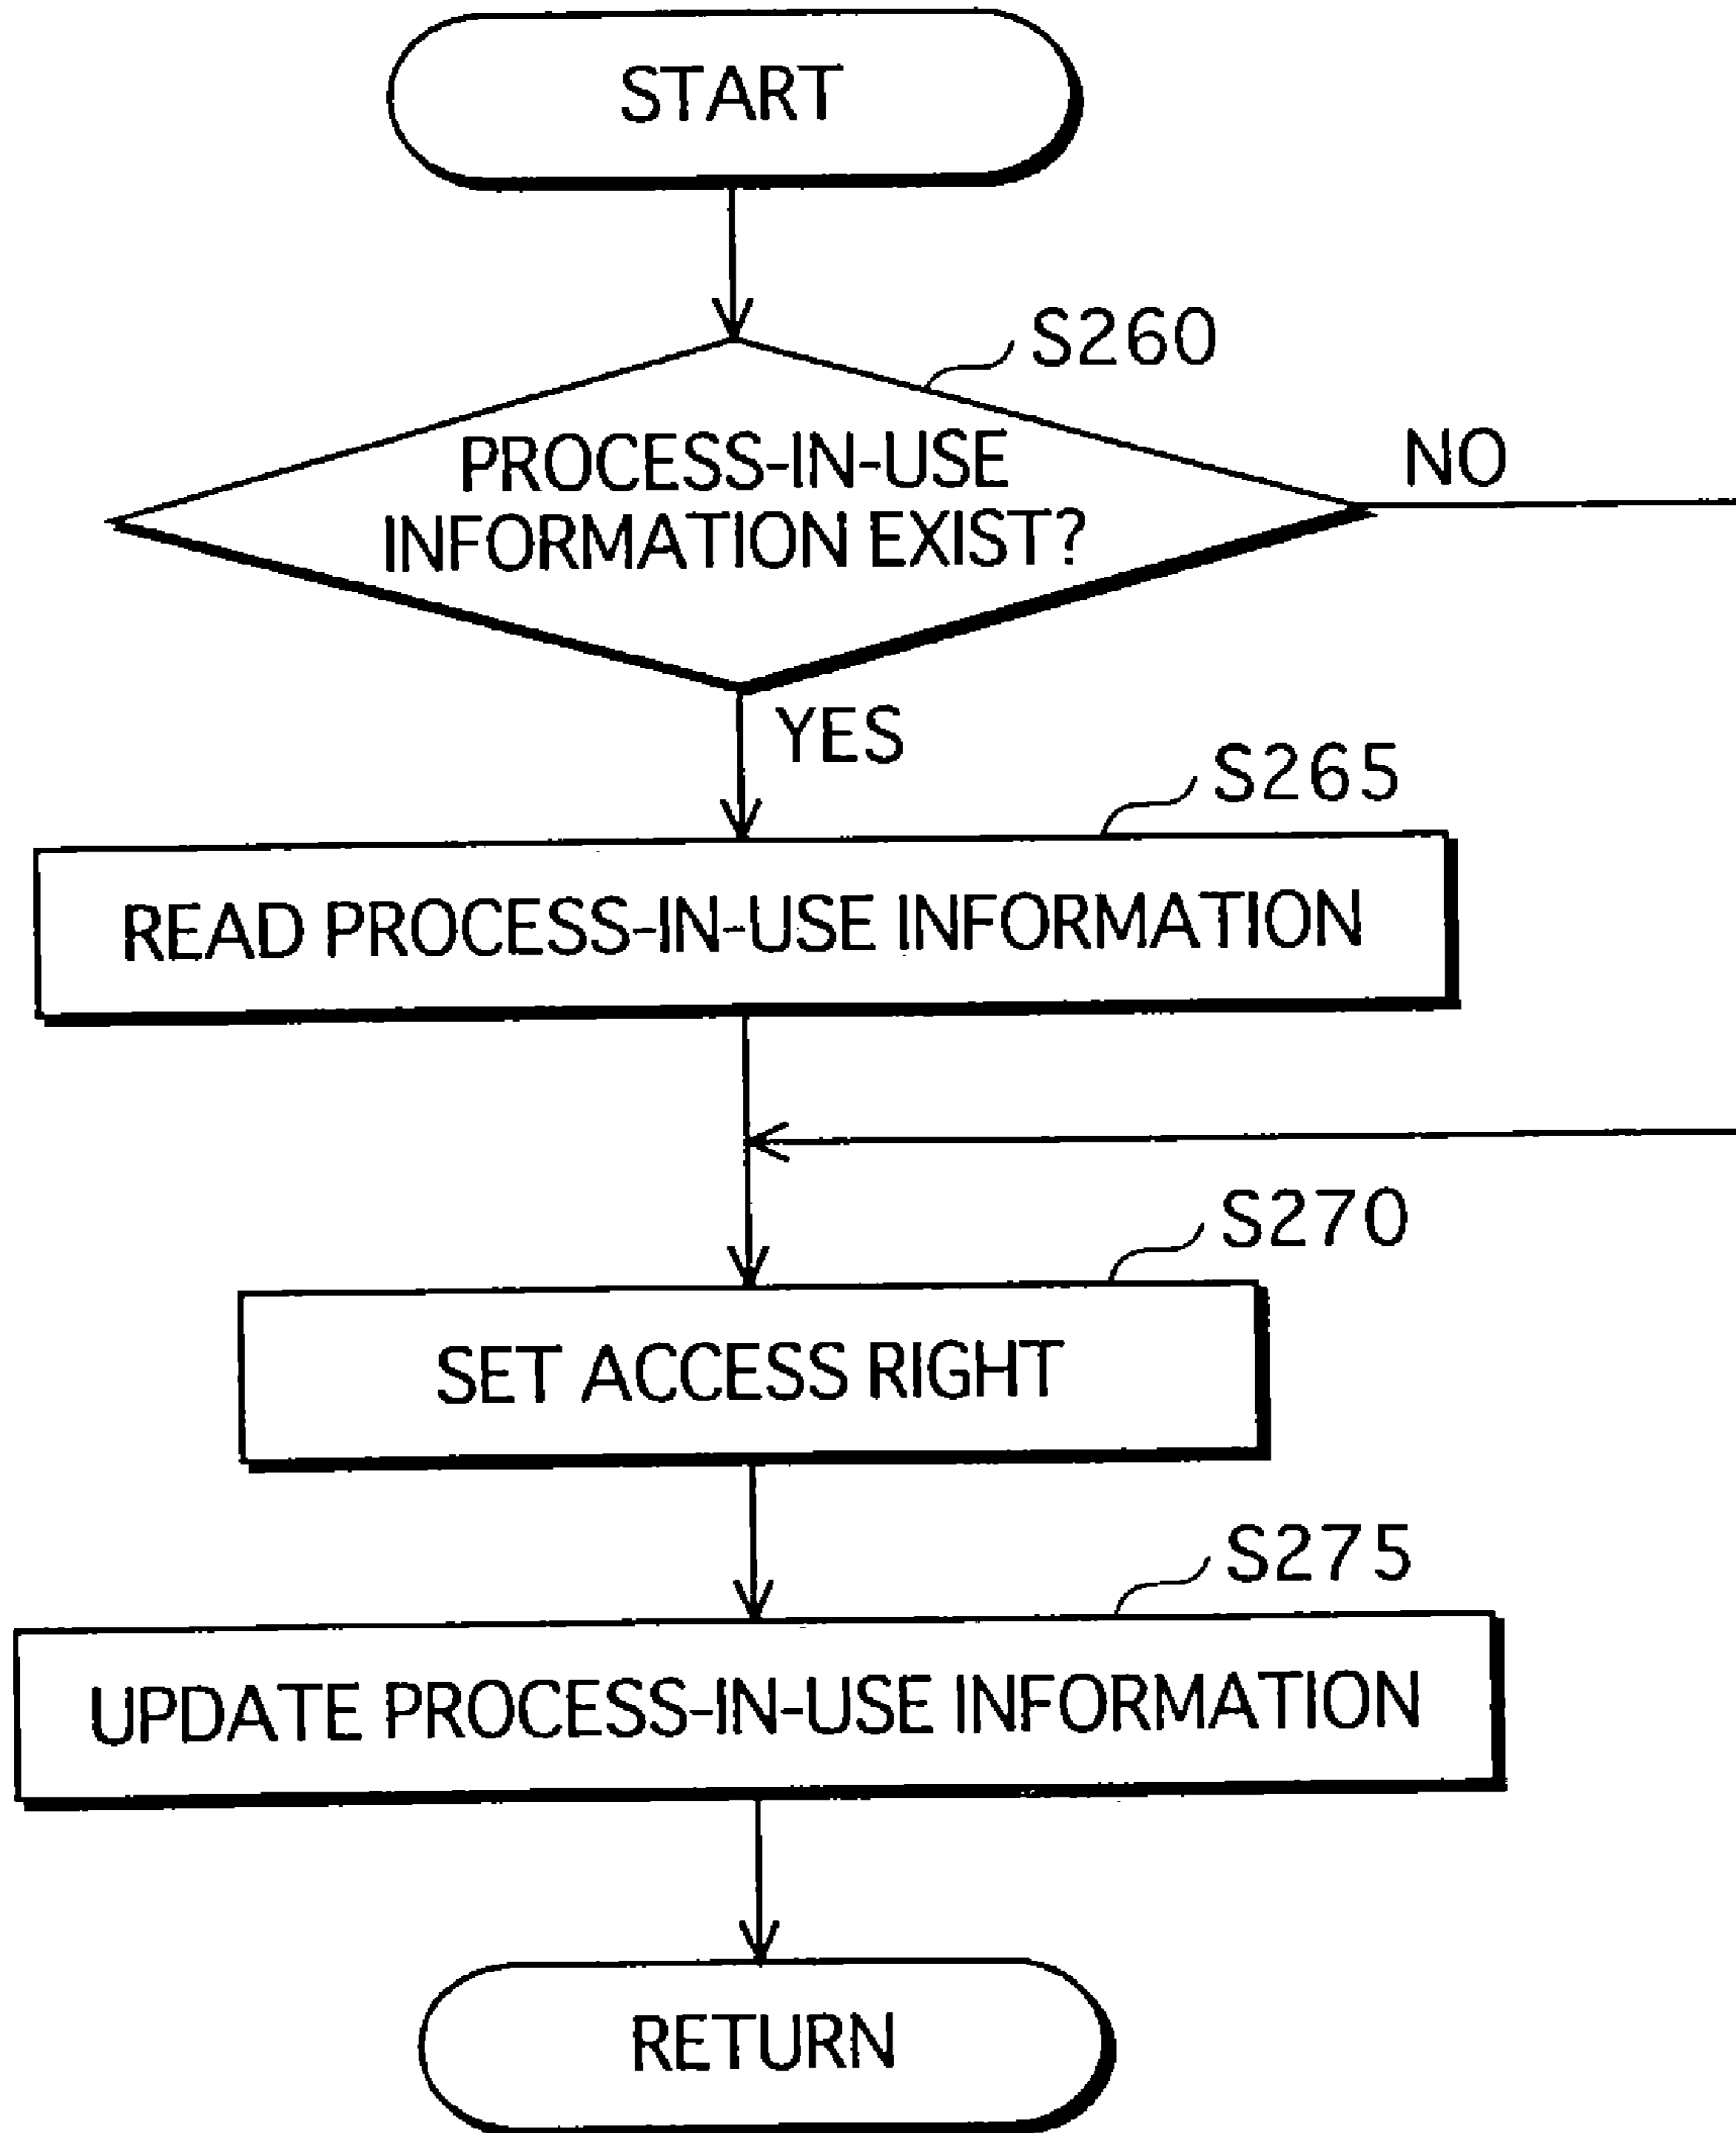 START
S260
PROCESS-IN-USE
INFORMATION EXIST?
NO
YES
S265
READ PROCESS-IN-USE INFORMATION
S270
SET ACCESS RIGHT
S275
UPDATE PROCESS-IN-USE INFORMATION
RETURN